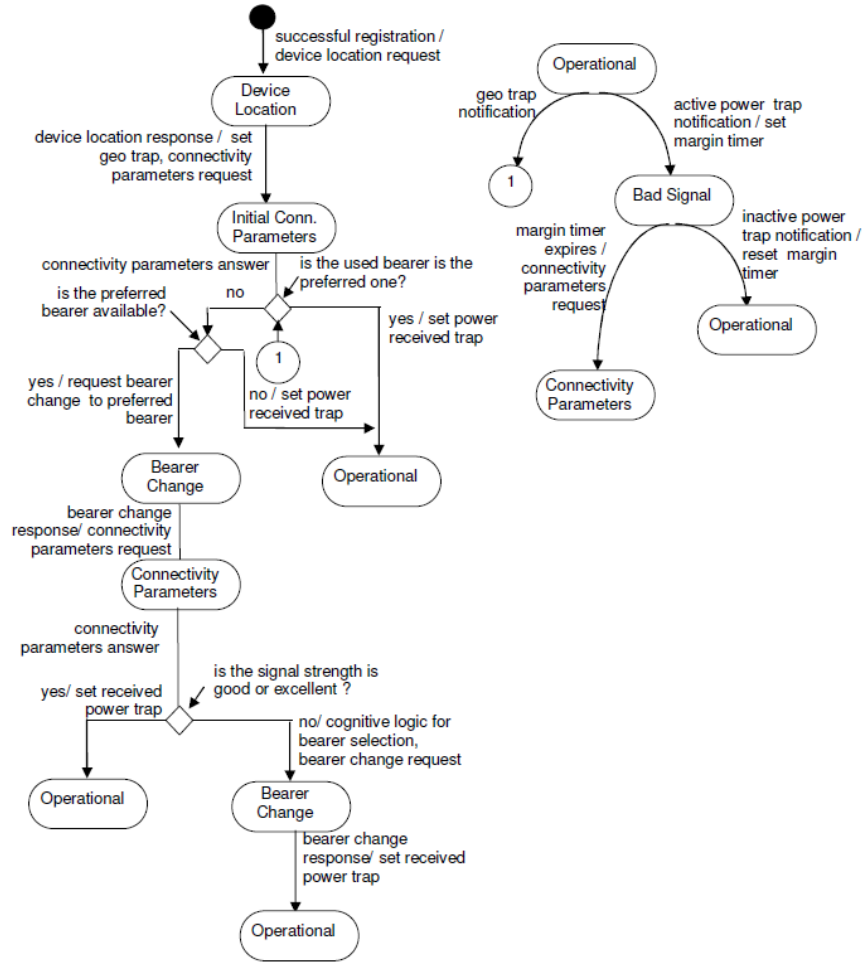 successful registration /
device location request
Device
Location
device location response / set
geo trap, connectivity
parameters request
Initial Conn.
Parameters
connectivity parameters answer
is the used bearer is the
preferred one?
no
is the preferred
bearer available?
yes / set power
received trap
1
yes / request bearer
change to preferred
bearer
no / set power
received trap
Bearer
Change
Operational
bearer change
response/ connectivity
parameters request
Connectivity
Parameters
connectivity
parameters answer
is the signal strength is
good or excellent ?
yes/ set received
power trap
no/ cognitive logic for
bearer selection,
bearer change request
Operational
Bearer
Change
bearer change
response/ set received
power trap
Operational
Operational
geo trap
notification
active power trap
notification / set
margin timer
1
Bad Signal
margin timer
expires /
connectivity
parameters
request
inactive power
trap notification /
reset margin
timer
Operational
Connectivity
Parameters